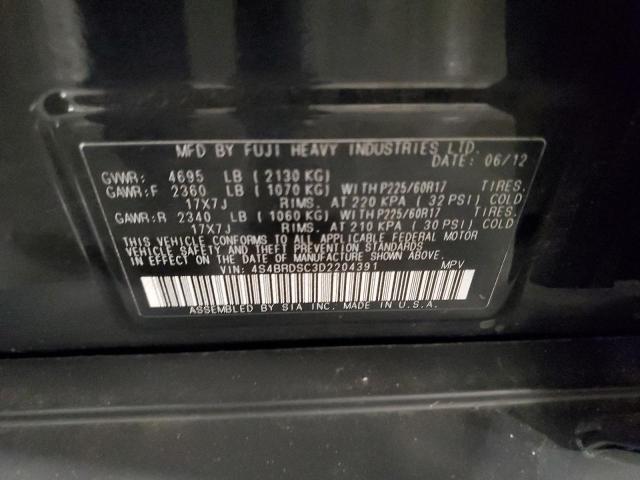 MFD BY FUJI HEAVY INDUSTRIES LTD.
DATE: 06/12
GVWR: 4695 LB ( 2130 KG)
GAWR:F 2360 LB ( 1070 KG) WITH P225/60R17 TIRES,
17X7J RIMS, AT 220 KPA ( 32 PSI) COLD
GAWR:R 2340 LB ( 1060 KG) WITH P225/60R17 TIRES,
17X7J RIMS, AT 210 KPA ( 30 PSI) COLD
THIS VEHICLE CONFORMS TO ALL APPLICABLE FEDERAL MOTOR
VEHICLE SAFETY AND THEFT PREVENTION STANDARDS
IN EFFECT ON THE DATE OF MANUFACTURE SHOWN ABOVE.
VIN: 4S4BRDSC3D2204391 MPV
ASSEMBLED BY SIA INC. MADE IN U.S.A.